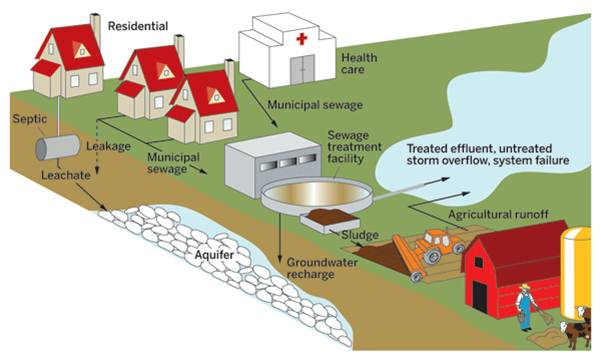 Residential
Health
care
Municipal sewage
Septic
Sewage
treatment
facility
Leakage
Municipal
sewage
Treated effluent, untreated
storm overflow, system failure
Leachate
Agricultural runoff
Sludge
Aquifer
Groundwater
recharge